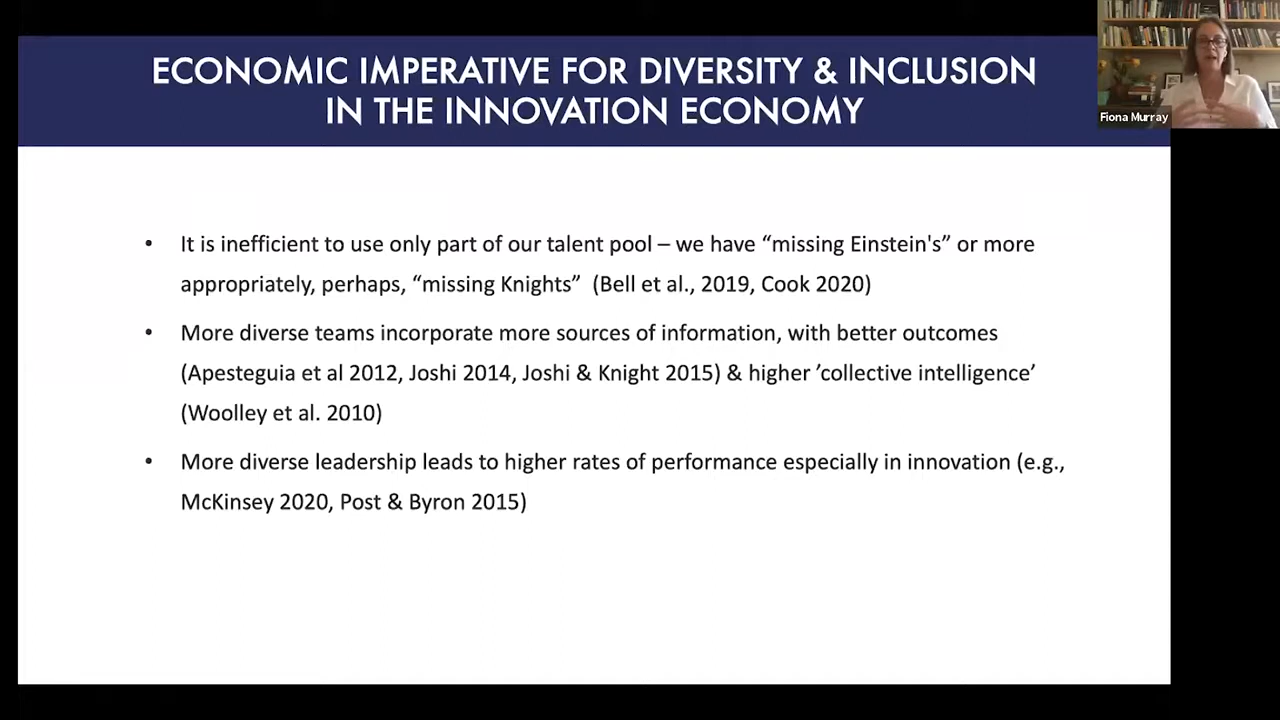 ECONOMIC IMPERATIVE FOR DIVERSITY & INCLUSION
IN THE INNOVATION ECONOMY
Fiona Murray
• It is inefficient to use only part of our talent pool – we have “missing Einstein's” or more
appropriately, perhaps, “missing Knights”  (Bell et al., 2019, Cook 2020)
• More diverse teams incorporate more sources of information, with better outcomes
(Apesteguia et al 2012, Joshi 2014, Joshi & Knight 2015) & higher ’collective intelligence’
(Woolley et al. 2010)
• More diverse leadership leads to higher rates of performance especially in innovation (e.g.,
McKinsey 2020, Post & Byron 2015)